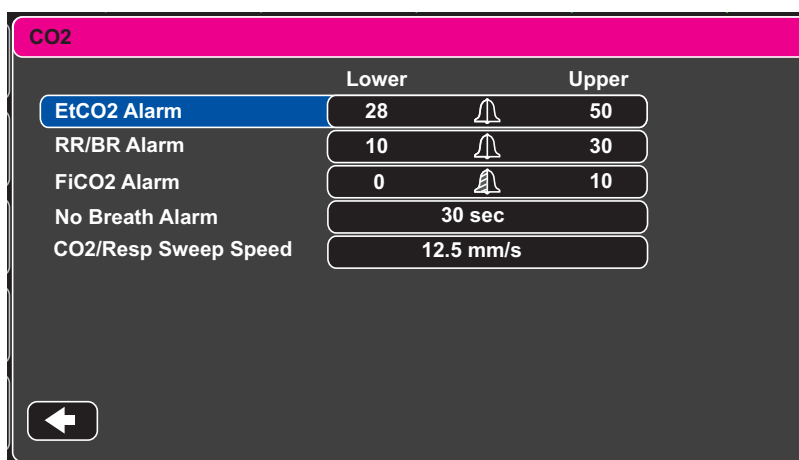 CO2
Lower Upper
EtCO2 Alarm 28 50
RR/BR Alarm 10 30
FiCO2 Alarm 0 10
No Breath Alarm 30 sec
CO2/Resp Sweep Speed 12.5 mm/s